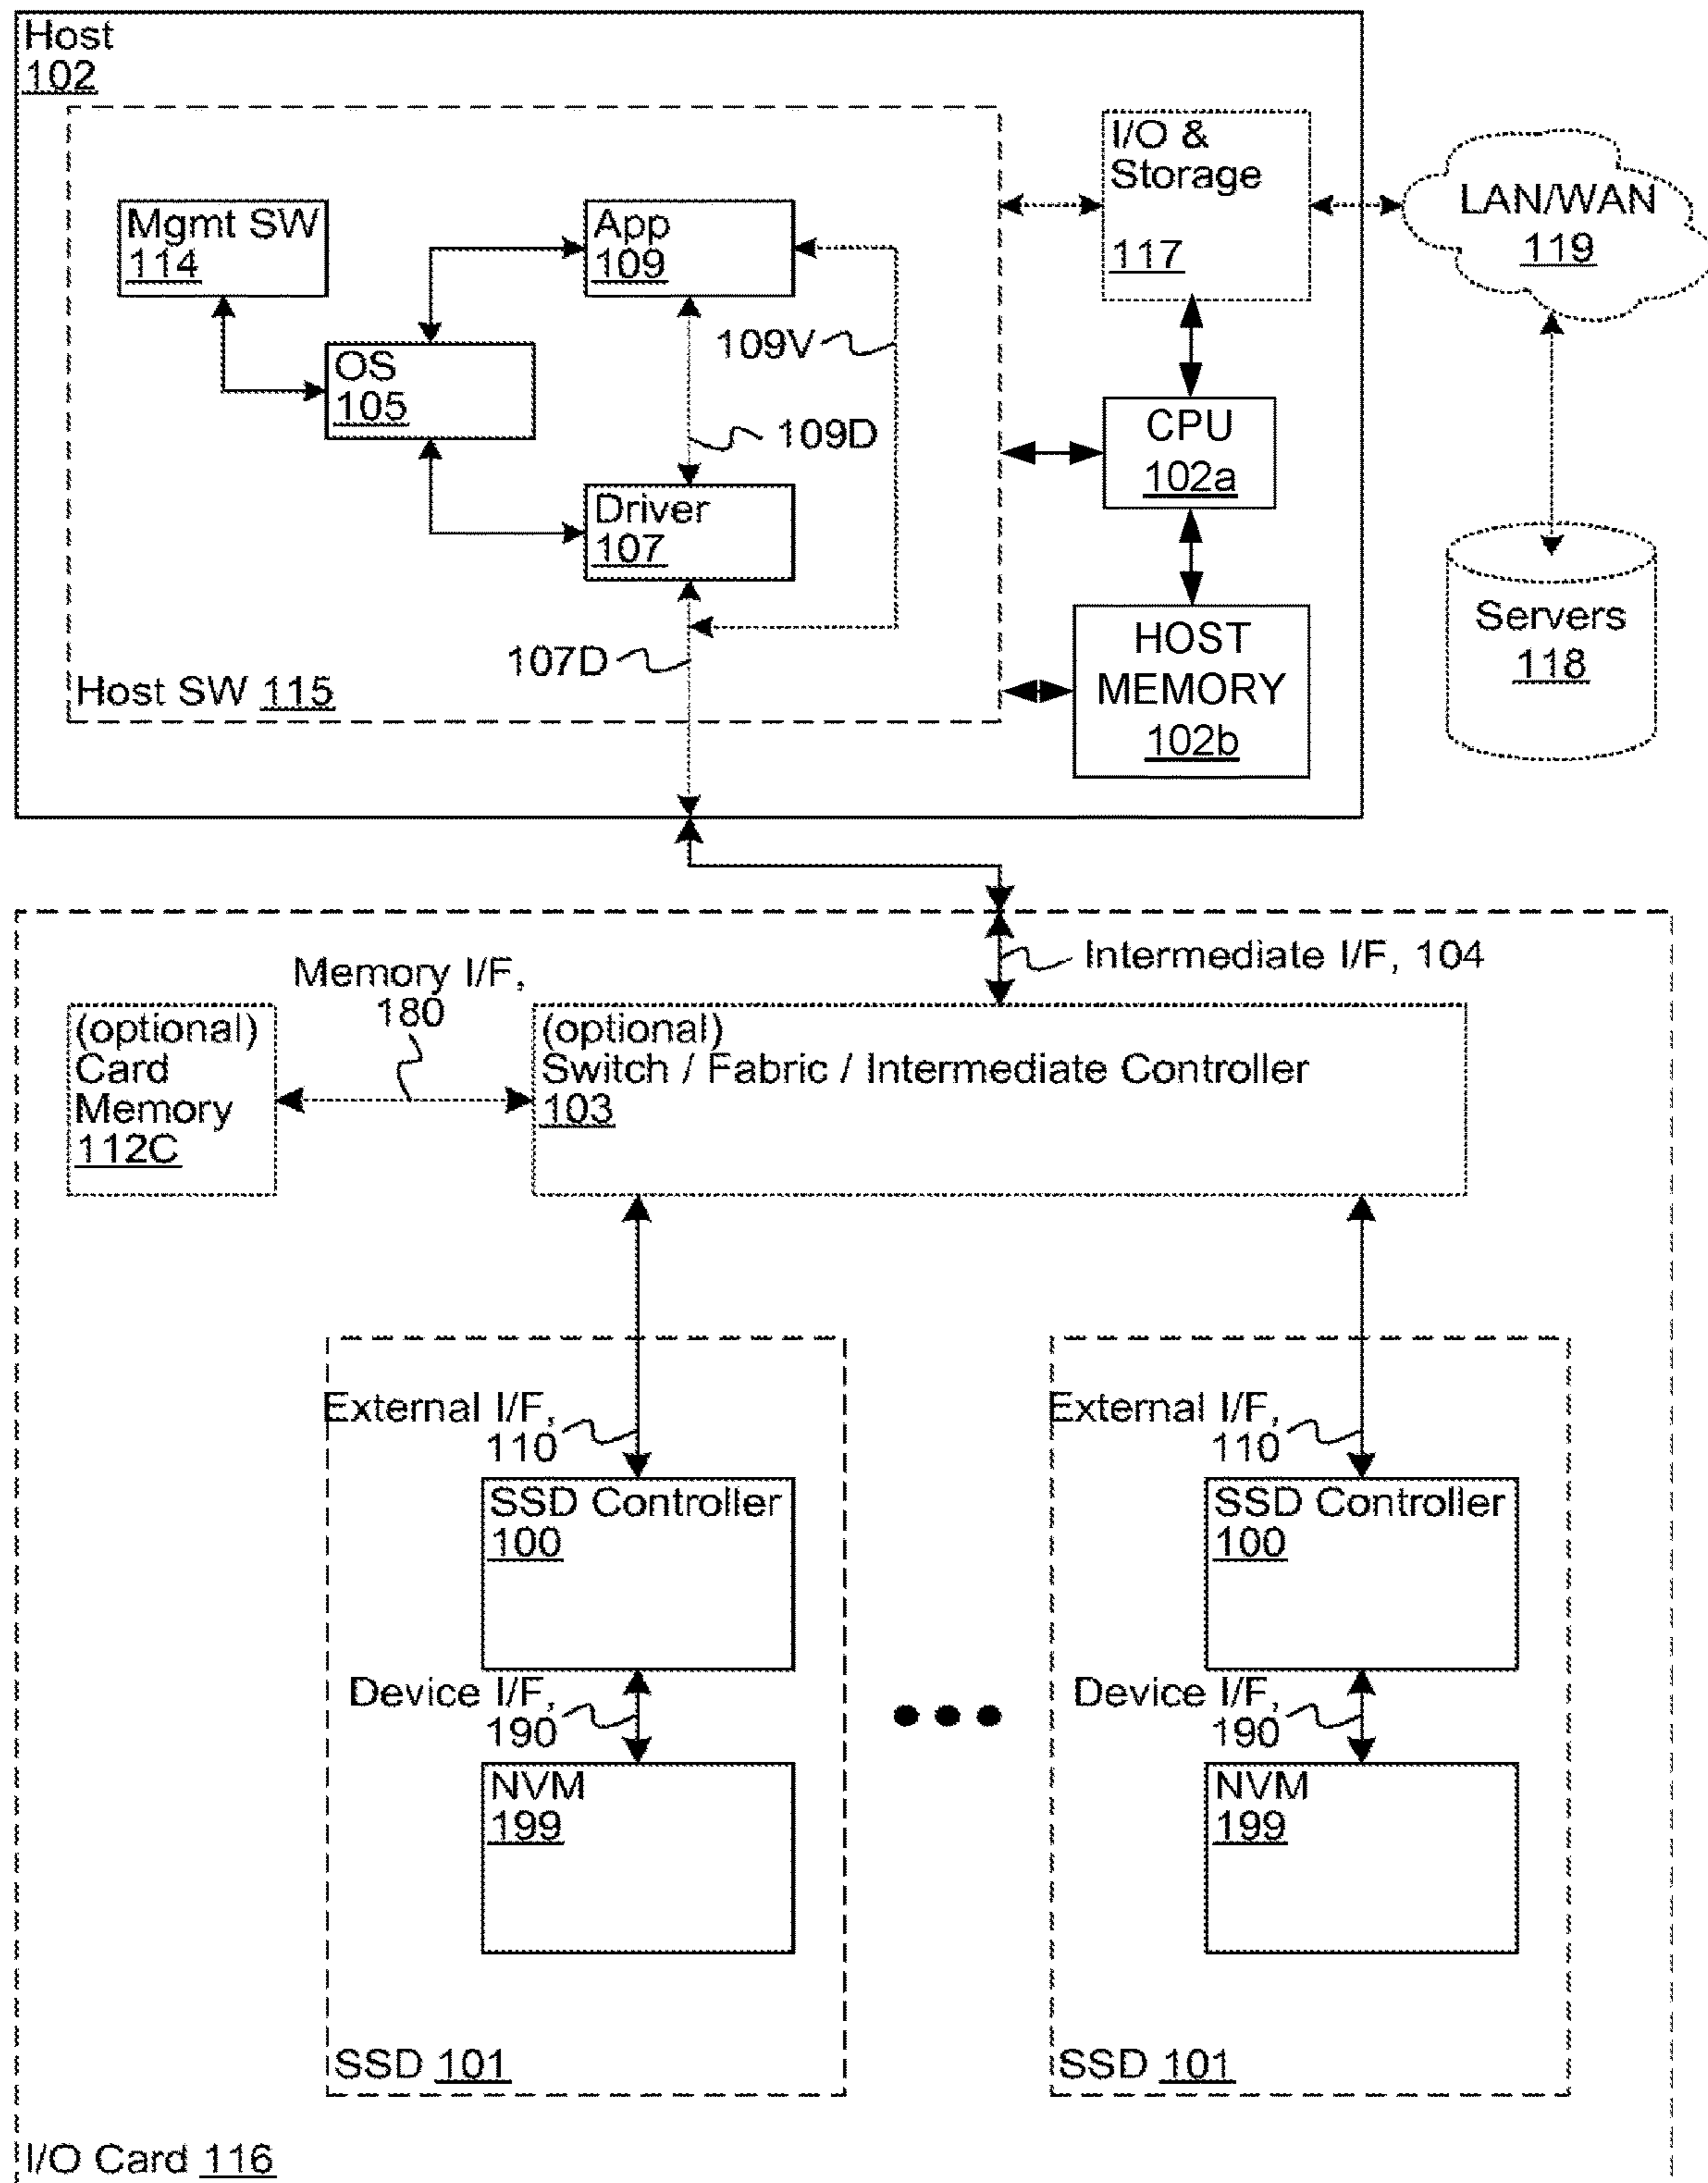 Host
102
I/O &
Storage
117
LAN/WAN
119
Mgmt SW
114
App
109
109V
OS
105
109D
CPU
102a
Driver
107
Servers
118
HOST
MEMORY
102b
107D
Host SW 115
Intermediate I/F, 104
Memory I/F,
180
(optional)
Card
Memory
112C
(optional)
Switch / Fabric / Intermediate Controller
103
External I/F,
110
External I/F,
110
SSD Controller
100
SSD Controller
100
Device I/F,
190
Device I/F,
190
NVM
199
NVM
199
SSD 101
SSD 101
I/O Card 116